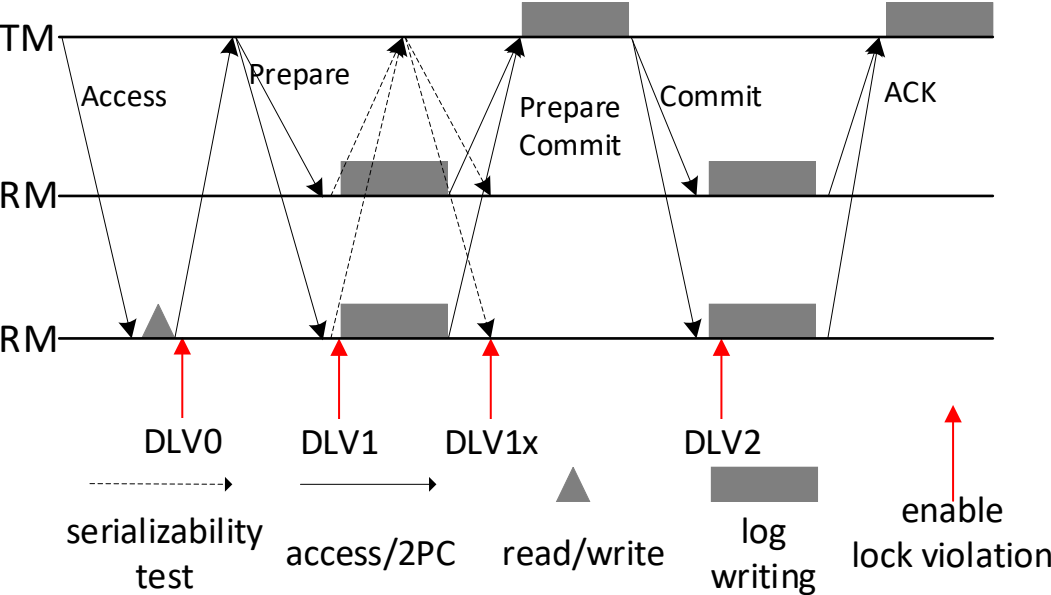 TM
Access
Prepare
Prepare
Commit
Commit
ACK
RM
RM
DLV0
DLV1
DLV1x
DLV2
serializability
test
access/2PC
read/write
log
writing
enable
lock violation